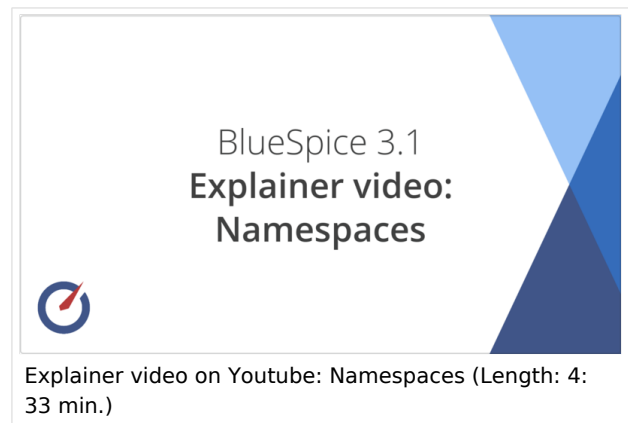 BlueSpice 3.1
Explainer video:
Namespaces
Explainer video on Youtube: Namespaces (Length: 4:
33 min.)